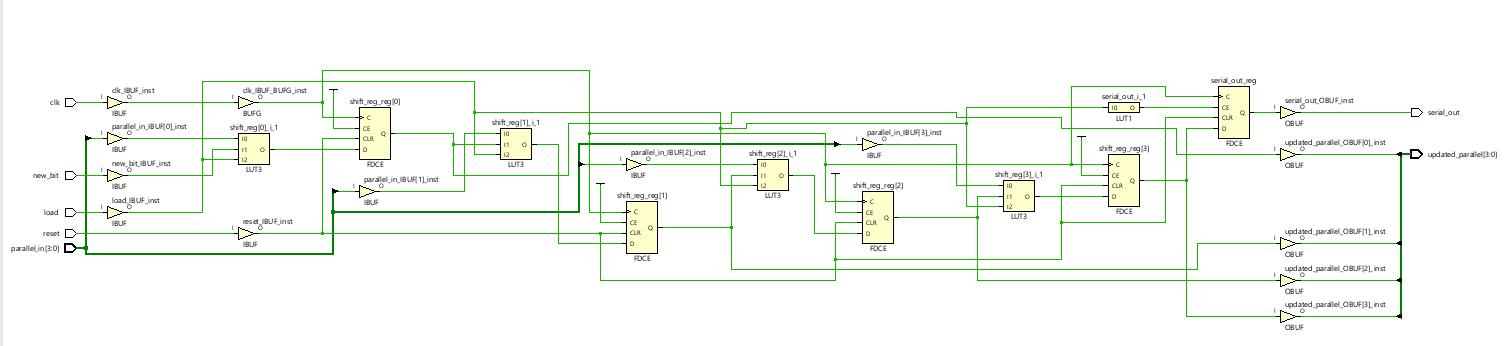 clk
I
clk_IBUF_inst
O
IBUF
I
clk_IBUF_BUFG_inst
O
BUFG
I
parallel_in_IBUF[0]_inst
O
IBUF
shift_reg[0]_i_1
I0
I1
I2
O
LUT3
new_bit
I
new_bit_IBUF_inst
O
IBUF
load
I
load_IBUF_inst
O
IBUF
reset
I
reset_IBUF_inst
O
IBUF
parallel_in[3:0]
shift_reg_reg[0]
C
CE
CLR
D
Q
FDCE
I
parallel_in_IBUF[1]_inst
O
IBUF
shift_reg[1]_i_1
I0
I1
I2
O
LUT3
I
parallel_in_IBUF[2]_inst
O
IBUF
shift_reg_reg[1]
C
CE
CLR
D
Q
FDCE
shift_reg[2]_i_1
I0
I1
I2
O
LUT3
I
parallel_in_IBUF[3]_inst
O
IBUF
shift_reg_reg[2]
C
CE
CLR
D
Q
FDCE
shift_reg[3]_i_1
I0
I1
I2
O
LUT3
serial_out_i_1
I0
O
LUT1
shift_reg_reg[3]
C
CE
CLR
D
Q
FDCE
serial_out_reg
C
CE
CLR
D
Q
FDCE
I
serial_out_OBUF_inst
O
OBUF
serial_out
I
updated_parallel_OBUF[0]_inst
O
OBUF
updated_parallel[3:0]
I
updated_parallel_OBUF[1]_inst
O
OBUF
I
updated_parallel_OBUF[2]_inst
O
OBUF
I
updated_parallel_OBUF[3]_inst
O
OBUF